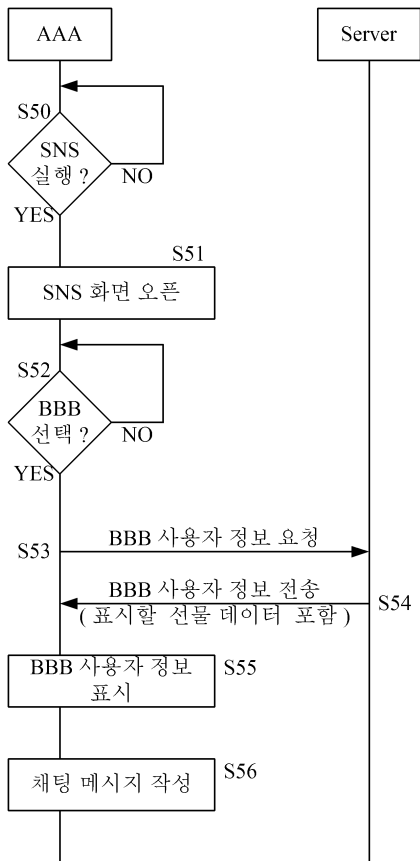 AAA
Server
S50
SNS
실행 ?
NO
YES
S51
SNS 화면 오픈
S52
BBB
선택 ?
NO
YES
S53
BBB 사용자 정보 요청
BBB 사용자 정보 전송
( 표시할 선물 데이터 포함 )
S54
BBB 사용자 정보
표시
S55
채팅 메시지 작성
S56